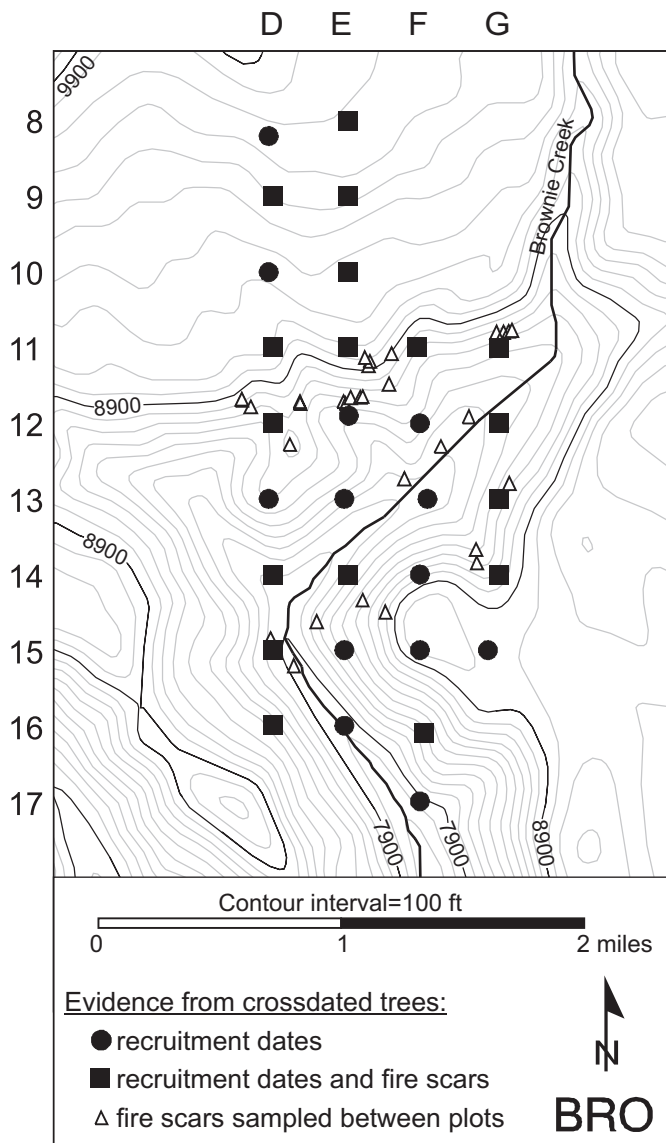 D E F G
9900
8
Brownie Creek
9
10
11
8900
12
13
8900
14
15
16
17
7900
7900
8900
Contour interval=100 ft
0 1 2 miles
Evidence from crossdated trees:
recruitment dates
recruitment dates and fire scars
fire scars sampled between plots
N
BRO